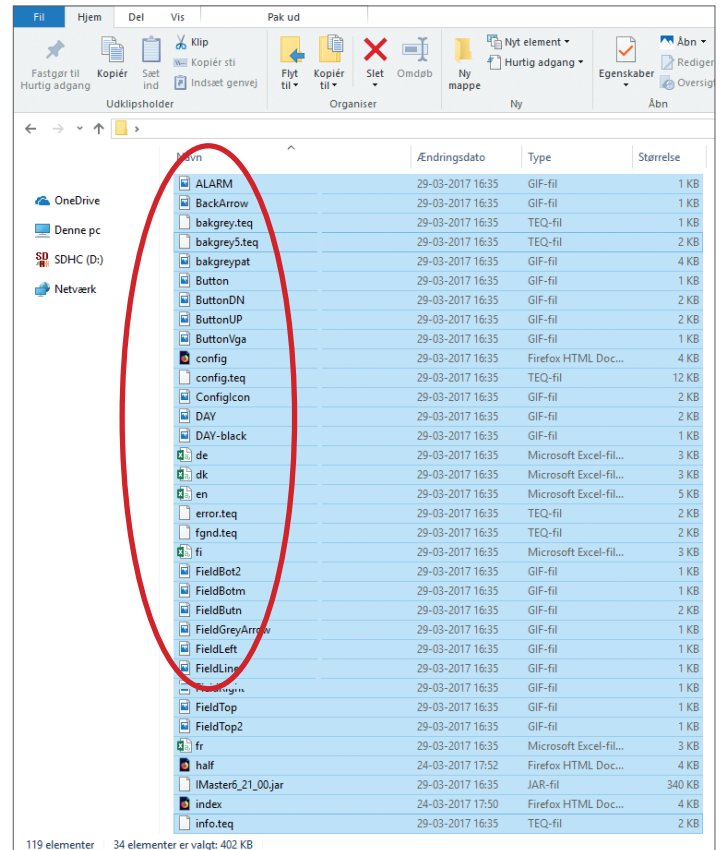 Fil Hjem Del Vis Pak ud
Fastgør til Hurtig adgang
Kopiér
Sæt ind
Klip
Kopiér sti
Indsæt genvej
Udklipsholder
Flyt til
Kopiér til
Slet
Omdøb
Organiser
Ny mappe
Nyt element
Hurtig adgang
Ny
Egenskaber
Åbn
Rediger
Oversigt
Åbn
OneDrive
Denne pc
SDHC (D:)
Netværk
Navn Ændringsdato Type Størrelse
ALARM 29-03-2017 16:35 GIF-fil 1 KB
BackArrow 29-03-2017 16:35 GIF-fil 1 KB
bakgrey.teq 29-03-2017 16:35 TEQ-fil 1 KB
bakgrey5.teq 29-03-2017 16:35 TEQ-fil 2 KB
bakgreypat 29-03-2017 16:35 GIF-fil 4 KB
Button 29-03-2017 16:35 GIF-fil 1 KB
ButtonDN 29-03-2017 16:35 GIF-fil 2 KB
ButtonUP 29-03-2017 16:35 GIF-fil 2 KB
ButtonVga 29-03-2017 16:35 GIF-fil 1 KB
config 29-03-2017 16:35 Firefox HTML Doc... 4 KB
config.teq 29-03-2017 16:35 TEQ-fil 12 KB
ConfigIcon 29-03-2017 16:35 GIF-fil 2 KB
DAY 29-03-2017 16:35 GIF-fil 2 KB
DAY-black 29-03-2017 16:35 GIF-fil 1 KB
de 29-03-2017 16:35 Microsoft Excel-fil... 3 KB
dk 29-03-2017 16:35 Microsoft Excel-fil... 3 KB
en 29-03-2017 16:35 Microsoft Excel-fil... 5 KB
error.teq 29-03-2017 16:35 TEQ-fil 2 KB
fgnd.teq 29-03-2017 16:35 TEQ-fil 2 KB
fi 29-03-2017 16:35 Microsoft Excel-fil... 3 KB
FieldBot2 29-03-2017 16:35 GIF-fil 1 KB
FieldBotm 29-03-2017 16:35 GIF-fil 1 KB
FieldButn 29-03-2017 16:35 GIF-fil 2 KB
FieldGreyArrow 29-03-2017 16:35 GIF-fil 1 KB
FieldLeft 29-03-2017 16:35 GIF-fil 1 KB
FieldLine 29-03-2017 16:35 GIF-fil 1 KB
FieldRight 29-03-2017 16:35 GIF-fil 1 KB
FieldTop 29-03-2017 16:35 GIF-fil 1 KB
FieldTop2 29-03-2017 16:35 GIF-fil 1 KB
fr 29-03-2017 16:35 Microsoft Excel-fil... 3 KB
half 24-03-2017 17:52 Firefox HTML Doc... 4 KB
IMaster6_21_00.jar 29-03-2017 16:35 JAR-fil 340 KB
index 24-03-2017 17:50 Firefox HTML Doc... 4 KB
info.teq 29-03-2017 16:35 TEQ-fil 2 KB
119 elementer 34 elementer er valgt: 402 KB